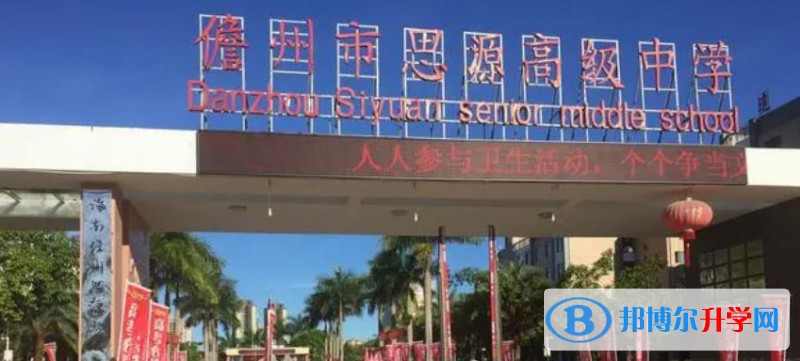 儋州市思源高级中学
Danzhou Siyuan senior middle school
人人参与卫生活动，个个争当文
邦博尔升学网